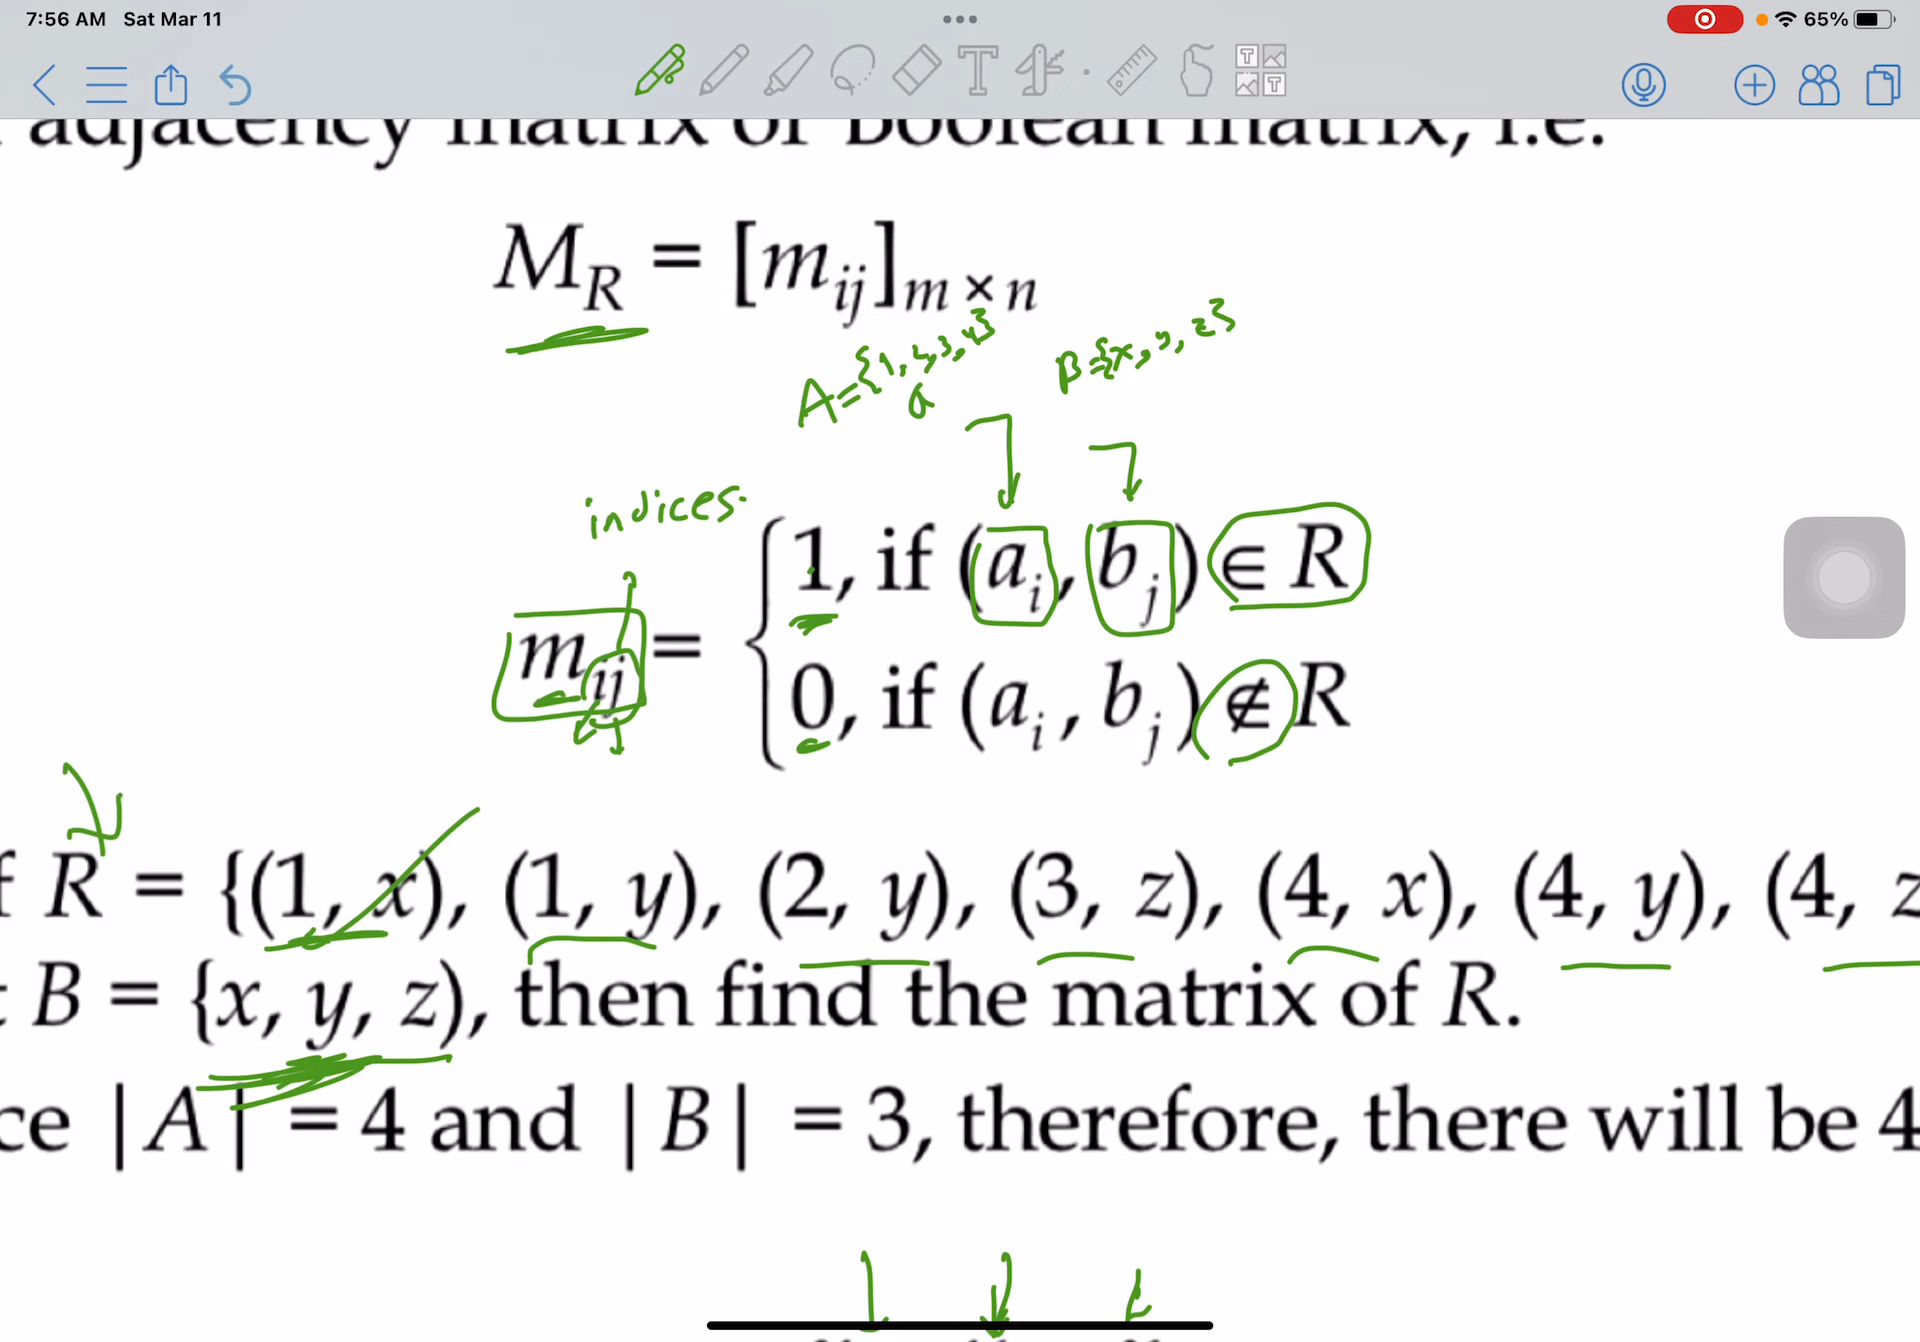 7:56 AM Sat Mar 11
65%
adjacency matrix or Boolean matrix, i.e.
M_R = [m_ij]_m × n
A={1, 2, 3, 4} B={x, y, z}
a
indices.
m_ij = { 1, if (a_i, b_j) ∈ R
0, if (a_i, b_j) ∉ R
f R = {(1, x), (1, y), (2, y), (3, z), (4, x), (4, y), (4, z
B = {x, y, z), then find the matrix of R.
ce |A| = 4 and |B| = 3, therefore, there will be 4